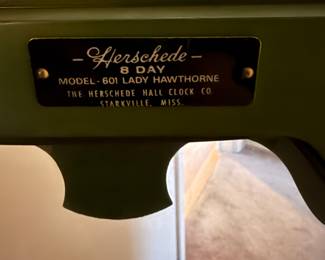 - Herschede -
8 DAY
MODEL-601 LADY HAWTHORNE
THE HERSCHEDE HALL CLOCK CO.
STARKVILLE, MISS.